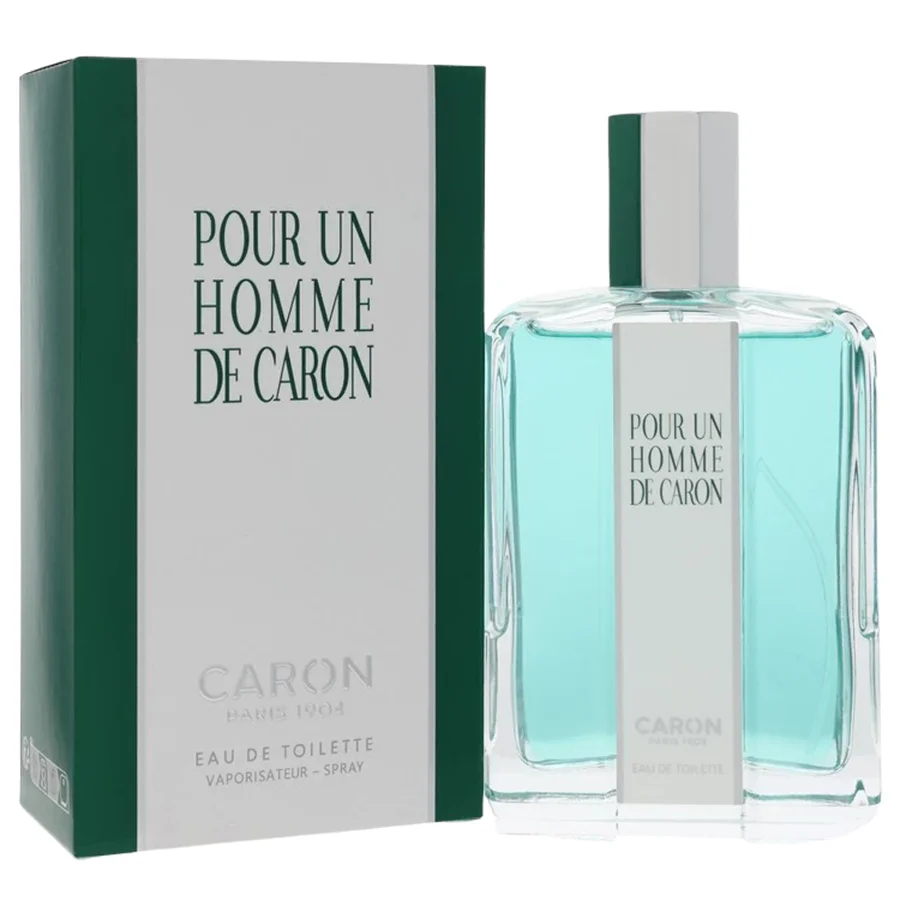 POUR UN
HOMME
DE CARON
CARON
PARIS 1904
EAU DE TOILETTE
VAPORISATEUR – SPRAY
POUR UN
HOMME
DE CARON
CARON
PARIS 1904
EAU DE TOILETTE